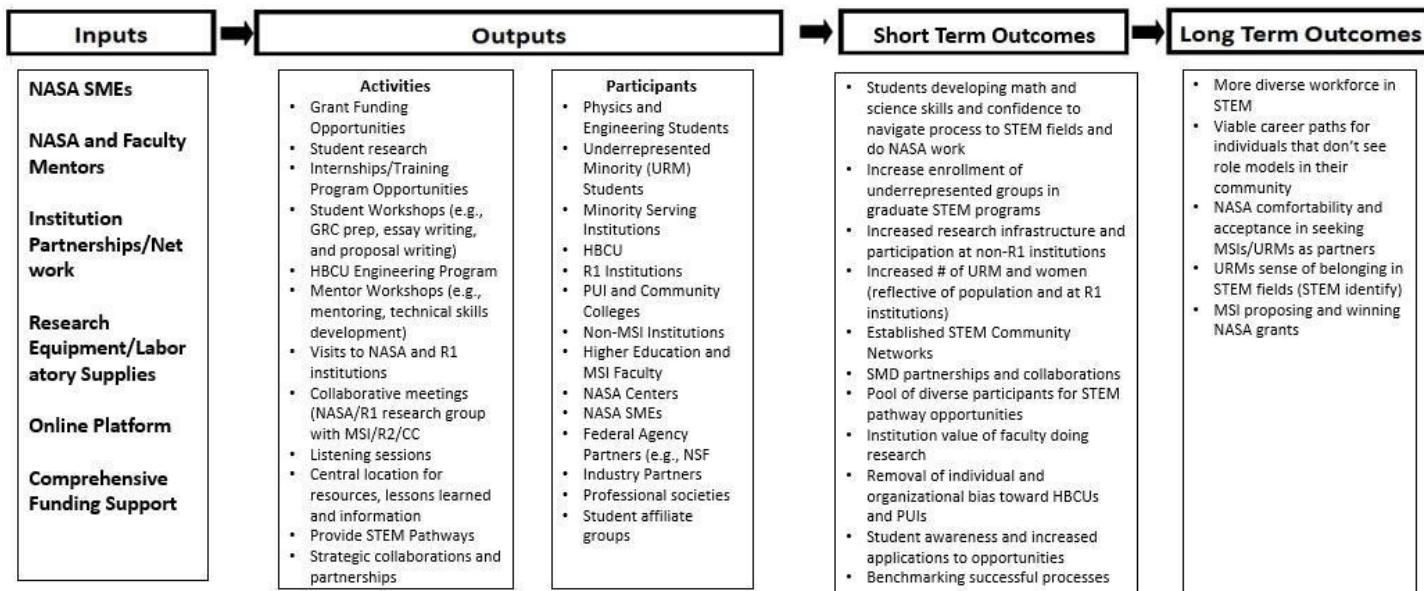 Inputs
Outputs
Short Term Outcomes
Long Term Outcomes
NASA SMEs
NASA and Faculty
Mentors
Institution
Partnerships/Net
work
Research
Equipment/Labor
atory Supplies
Online Platform
Comprehensive
Funding Support
Activities
• Grant Funding
Opportunities
• Student research
• Internships/Training
Program Opportunities
• Student Workshops (e.g.,
GRC prep, essay writing,
and proposal writing)
• HBCU Engineering Program
• Mentor Workshops (e.g.,
mentoring, technical skills
development)
• Visits to NASA and R1
institutions
• Collaborative meetings
(NASA/R1 research group
with MSI/R2/CC
• Listening sessions
• Central location for
resources, lessons learned
and information
• Provide STEM Pathways
• Strategic collaborations and
partnerships
Participants
• Physics and
Engineering Students
• Underrepresented
Minority (URM)
Students
• Minority Serving
Institutions
• HBCU
• R1 Institutions
• PUI and Community
Colleges
• Non-MSI Institutions
• Higher Education and
MSI Faculty
• NASA Centers
• NASA SMEs
• Federal Agency
Partners (e.g., NSF
• Industry Partners
• Professional societies
• Student affiliate
groups
• Students developing math and
science skills and confidence to
navigate process to STEM fields and
do NASA work
• Increase enrollment of
underrepresented groups in
graduate STEM programs
• Increased research infrastructure and
participation at non-R1 institutions
• Increased # of URM and women
(reflective of population and at R1
institutions)
• Established STEM Community
Networks
• SMD partnerships and collaborations
• Pool of diverse participants for STEM
pathway opportunities
• Institution value of faculty doing
research
• Removal of individual and
organizational bias toward HBCUs
and PUIs
• Student awareness and increased
applications to opportunities
• Benchmarking successful processes
• More diverse workforce in
STEM
• Viable career paths for
individuals that don't see
role models in their
community
• NASA comfortability and
acceptance in seeking
MSIs/URMs as partners
• URMs sense of belonging in
STEM fields (STEM identify)
• MSI proposing and winning
NASA grants